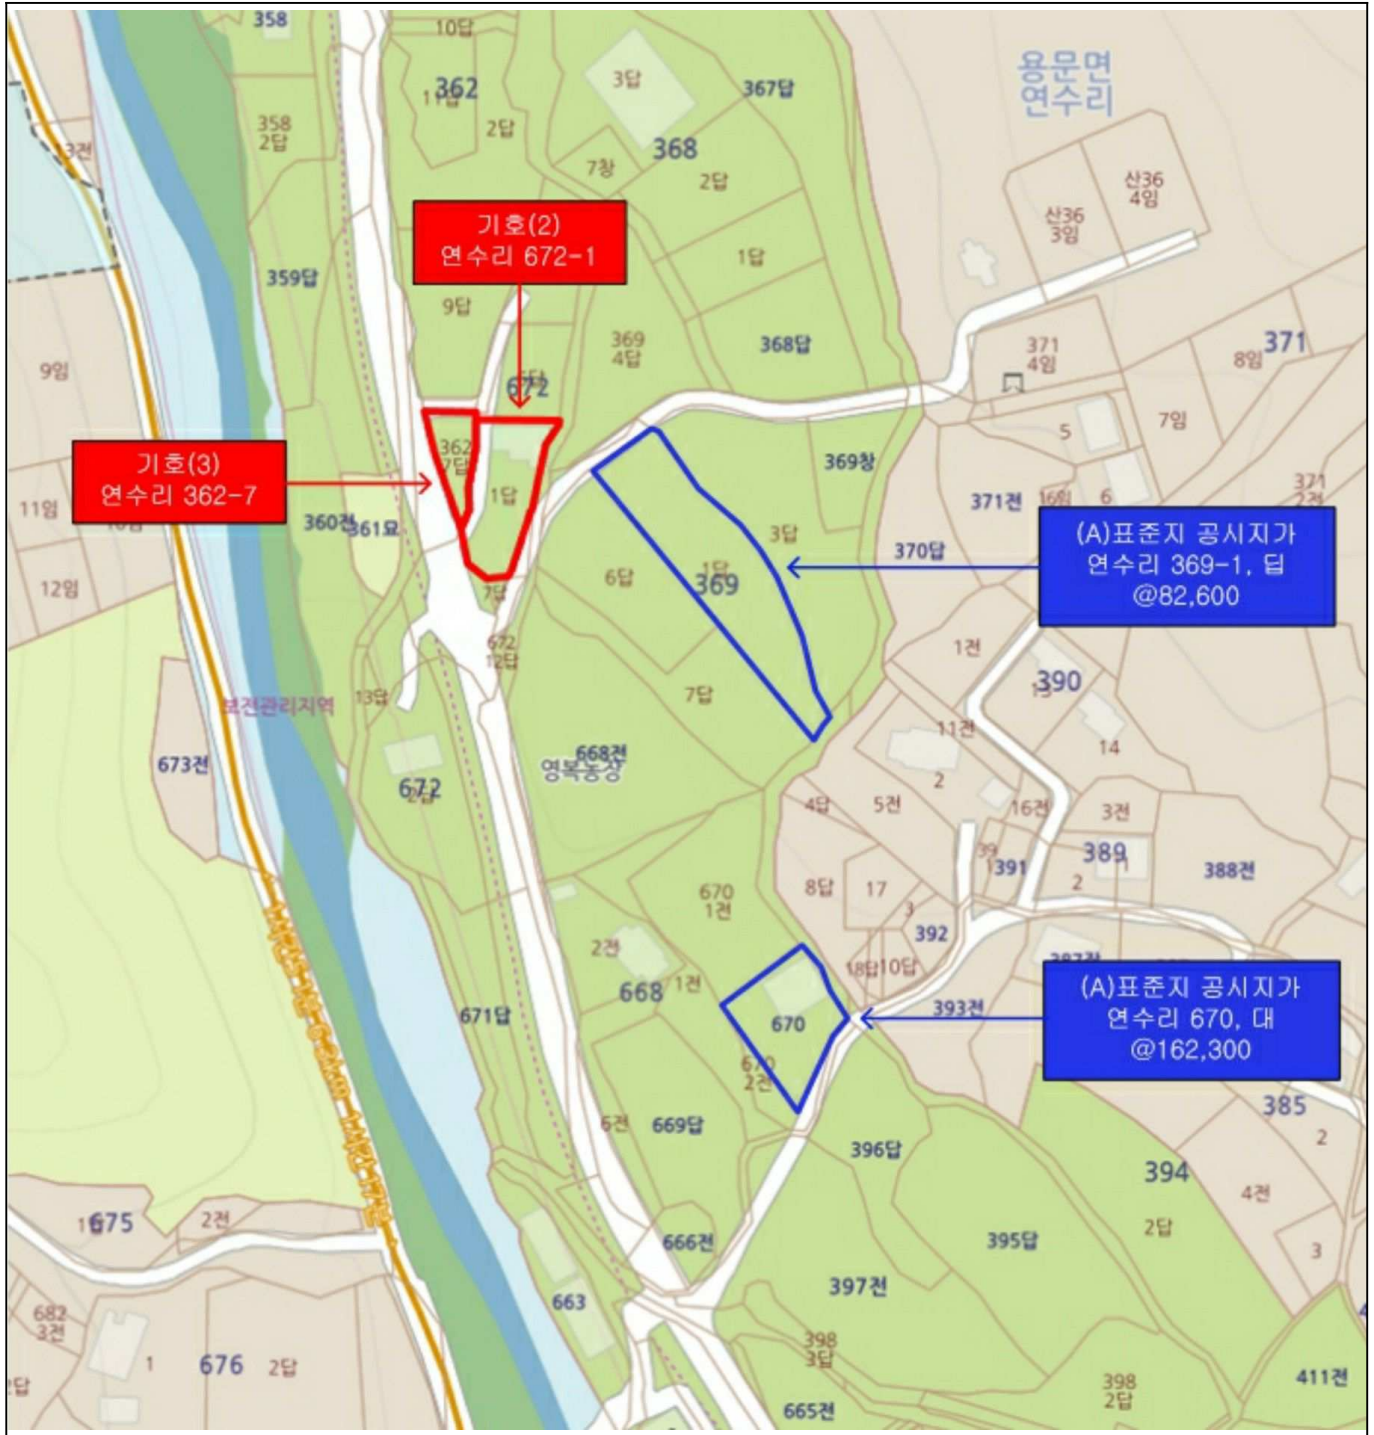 358
10답
362
3답
367답
용문면
연수리
358
2답
2답
368
7창
2답
산36
4임
산36
3임
기호(2)
연수리 672-1
1답
359답
9답
369
4답
368답
371
4임
371
8임
9임
672
7임
362
7답
기호(3)
연수리 362-7
1답
369창
5
371전
16임
6
371
2전
11임
360전
361묘
3답
370답
(A)표준지 공시지가
연수리 369-1, 딥
@82,600
12임
6답
1답
369
7답
672
12답
1전
390
13답
7답
보전관리지역
11전
14
673전
668전
영복농장
2
672
4답
5전
16전
3전
391
389
1
2
388전
670
1전
8답
17
3
392
2전
18답
10답
668
1전
393전
(A)표준지 공시지가
연수리 670, 대
@162,300
671답
670
670
2전
6전
669답
396답
385
2
394
4전
2답
675
2전
666전
395답
3
397전
663
682
3전
1
676
2답
398
3답
398
2답
411전
665전